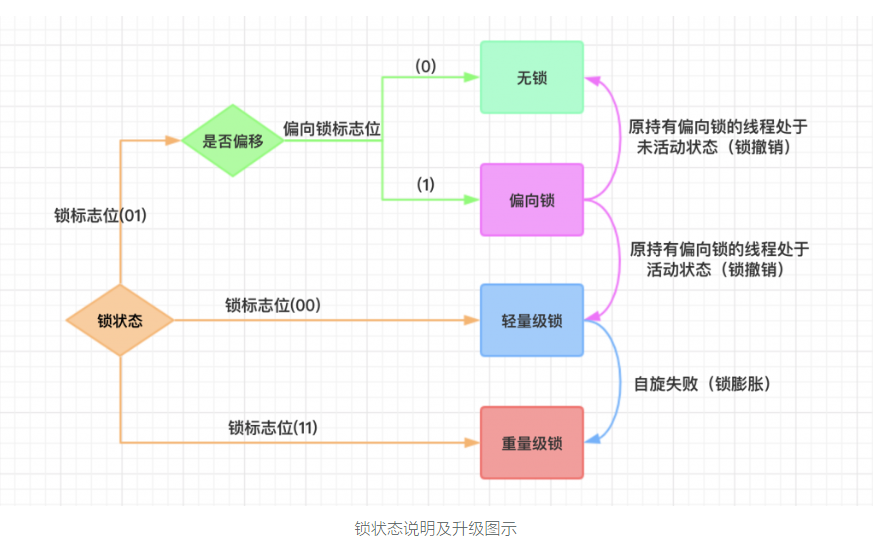 (0)
无锁
偏向锁标志位
是否偏移
原持有偏向锁的线程处于
未活动状态（锁撤销）
(1)
偏向锁
锁标志位(01)
原持有偏向锁的线程处于
活动状态（锁撤销）
锁标志位(00)
锁状态
轻量级锁
自旋失败（锁膨胀）
锁标志位(11)
重量级锁
锁状态说明及升级图示